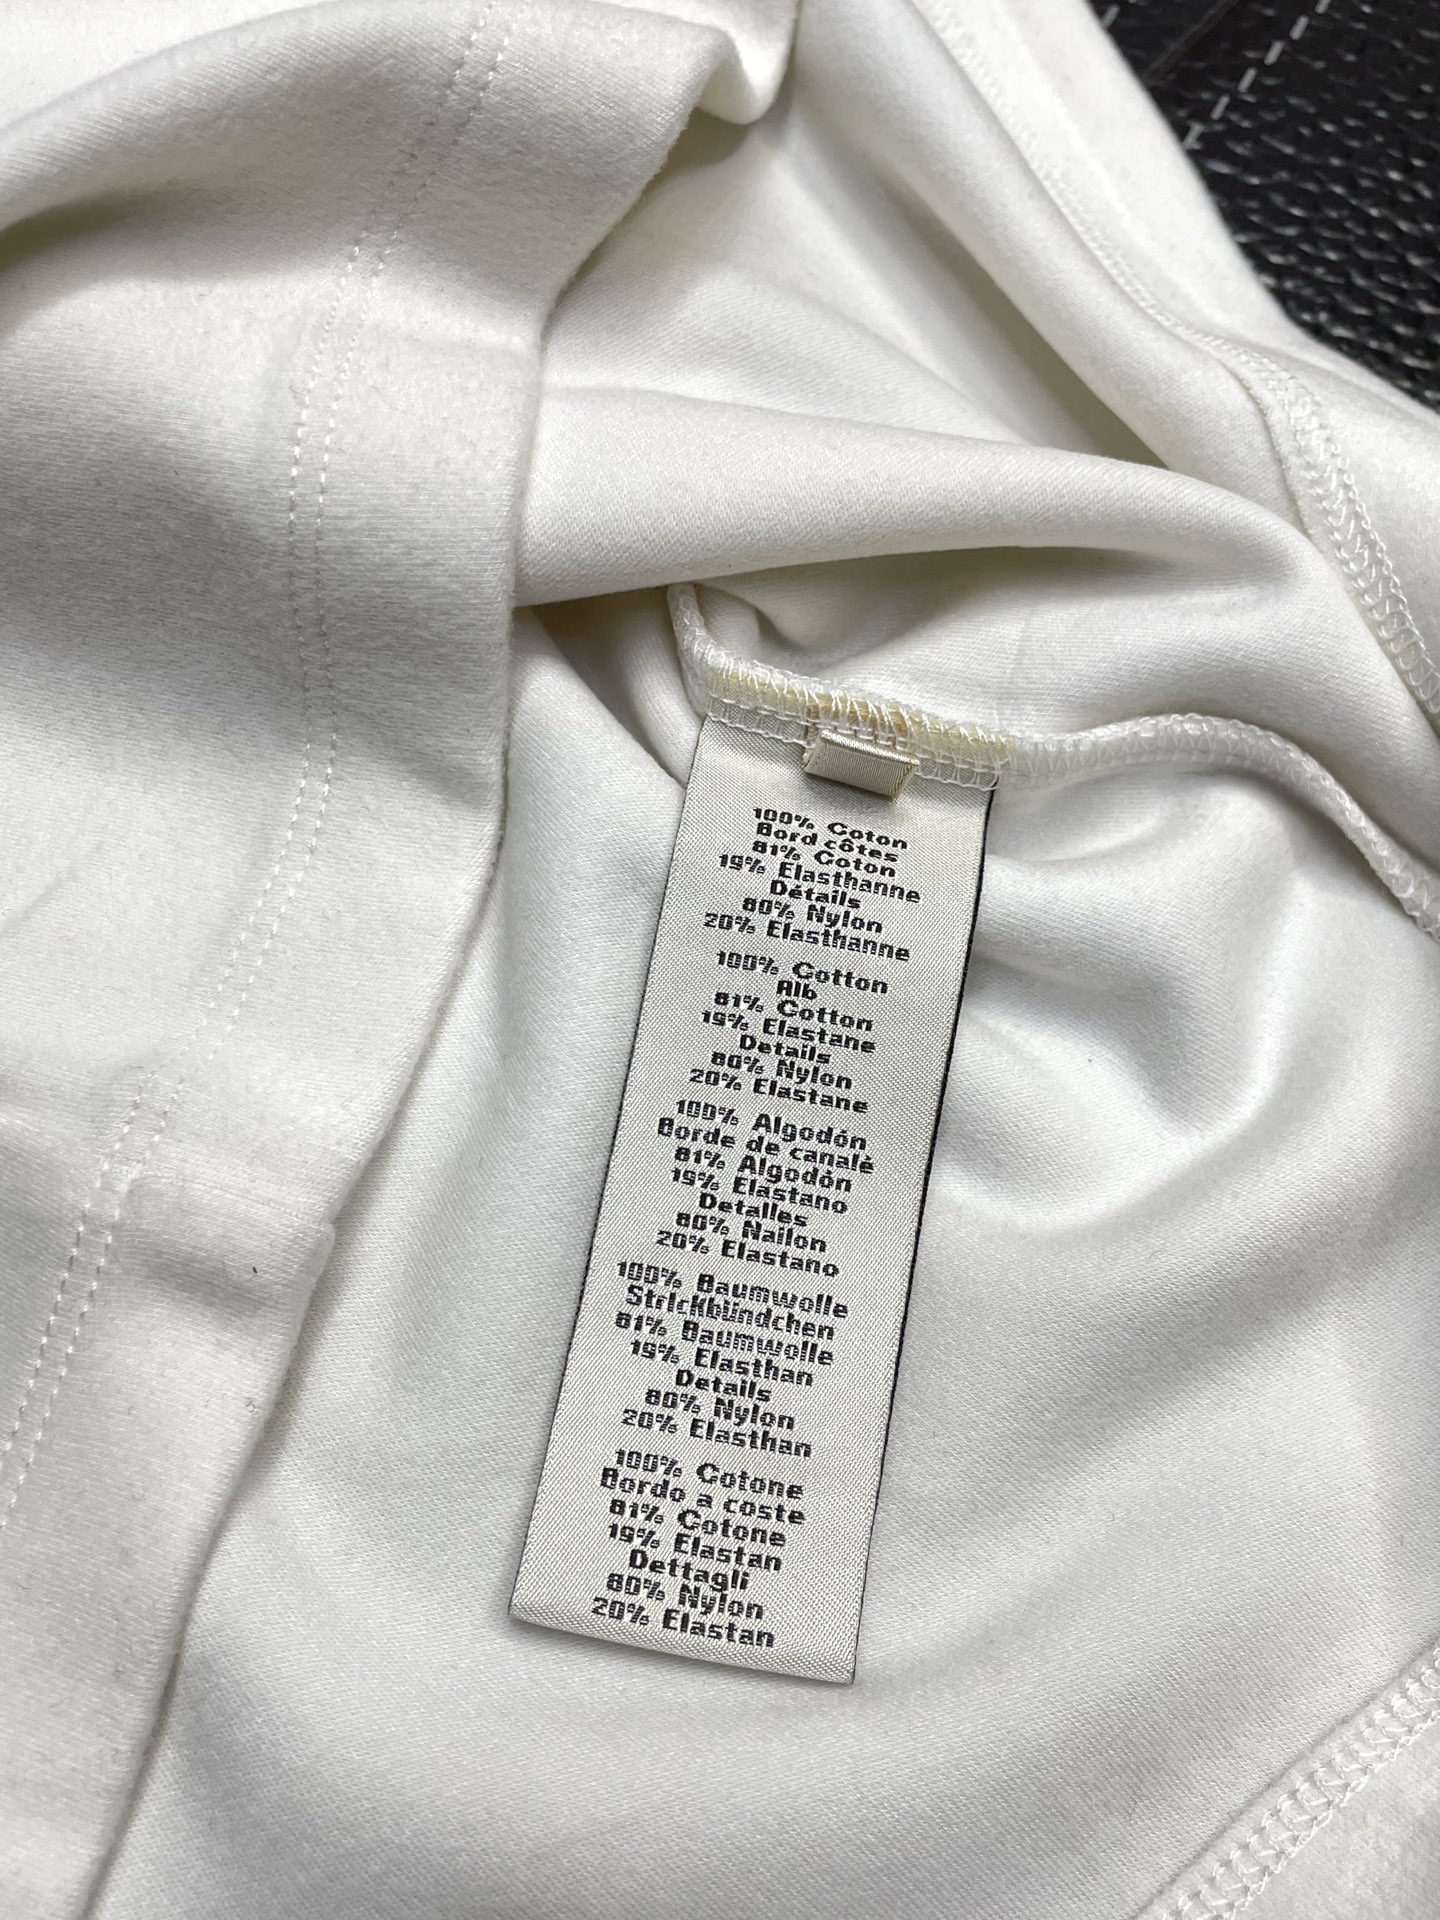 100% Coton
Bord côtes
81% Coton
19% Elasthanne
Détails
80% Nylon
20% Elasthanne
100% Cotton
Rib
81% Cotton
19% Elastane
Details
80% Nylon
20% Elastane
100% Algodón
Borde de canalé
81% Algodón
19% Elastano
Detalles
80% Nailon
20% Elastano
100% Baumwolle
Strickbündchen
81% Baumwolle
19% Elasthan
Details
80% Nylon
20% Elasthan
100% Cotone
Bordo a coste
81% Cotone
19% Elastan
Dettagli
80% Nylon
20% Elastan